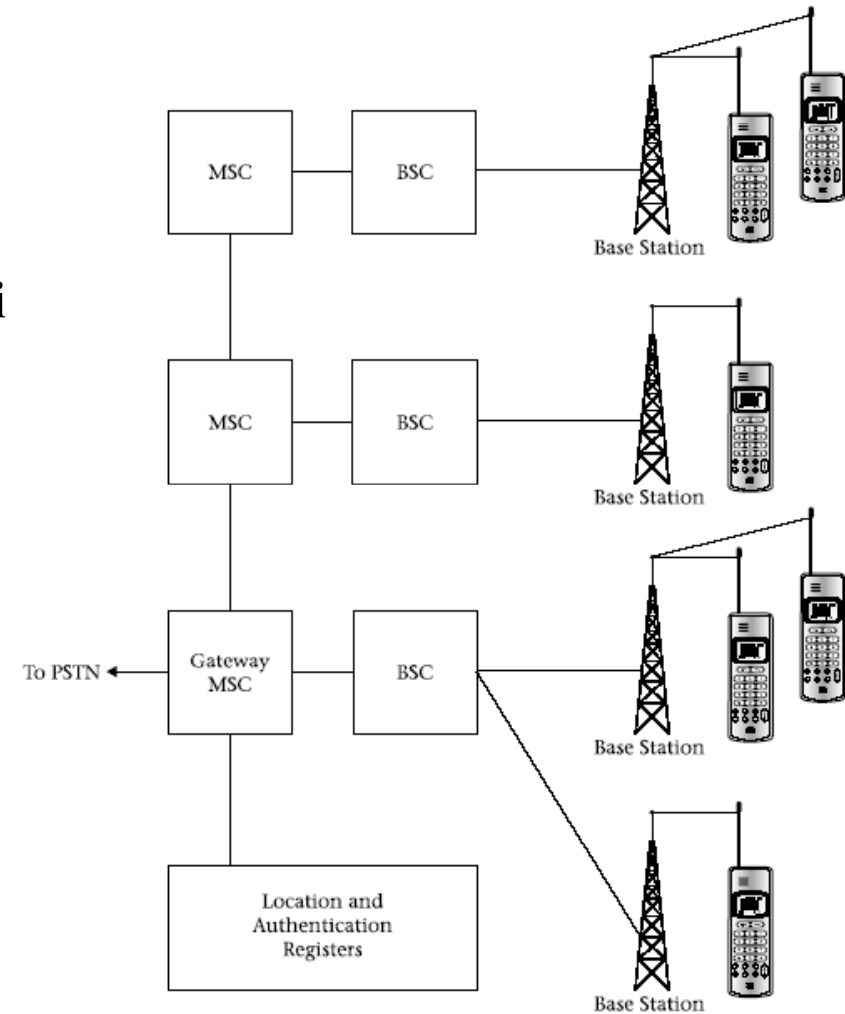 MSC
BSC
Base Station
i
MSC
BSC
Base Station
To PSTN
Gateway
MSC
BSC
Base Station
Location and
Authentication
Registers
Base Station